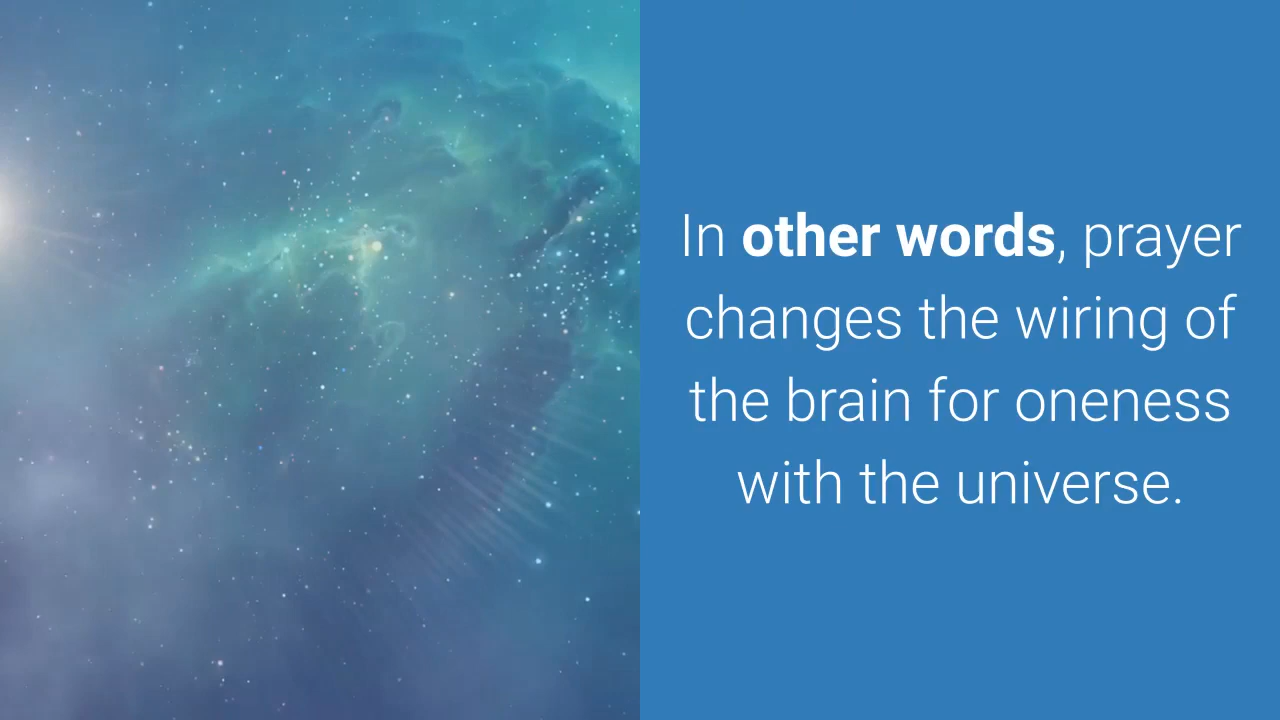 In other words, prayer
changes the wiring of
the brain for oneness
with the universe.